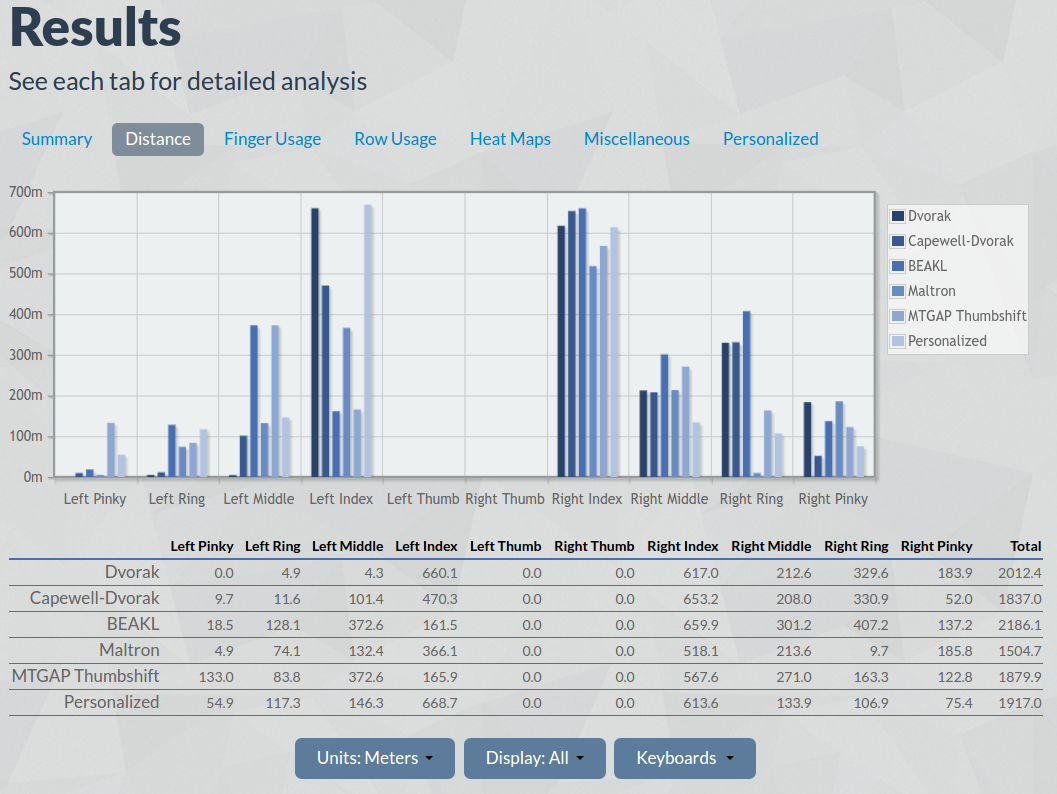 Results
See each tab for detailed analysis
Summary Distance Finger Usage Row Usage Heat Maps Miscellaneous Personalized
700m
600m
500m
400m
300m
200m
100m
0m
Left Pinky Left Ring Left Middle Left Index Left Thumb Right Thumb Right Index Right Middle Right Ring Right Pinky
Dvorak
Capewell-Dvorak
BEAKL
Maltron
MTGAP Thumbshift
Personalized
Left Pinky Left Ring Left Middle Left Index Left Thumb Right Thumb Right Index Right Middle Right Ring Right Pinky Total
Dvorak 0.0 4.9 4.3 660.1 0.0 0.0 617.0 212.6 329.6 183.9 2012.4
Capewell-Dvorak 9.7 11.6 101.4 470.3 0.0 0.0 653.2 208.0 330.9 52.0 1837.0
BEAKL 18.5 128.1 372.6 161.5 0.0 0.0 659.9 301.2 407.2 137.2 2186.1
Maltron 4.9 74.1 132.4 366.1 0.0 0.0 518.1 213.6 9.7 185.8 1504.7
MTGAP Thumbshift 133.0 83.8 372.6 165.9 0.0 0.0 567.6 271.0 163.3 122.8 1879.9
Personalized 54.9 117.3 146.3 668.7 0.0 0.0 613.6 133.9 106.9 75.4 1917.0
Units: Meters Display: All Keyboards